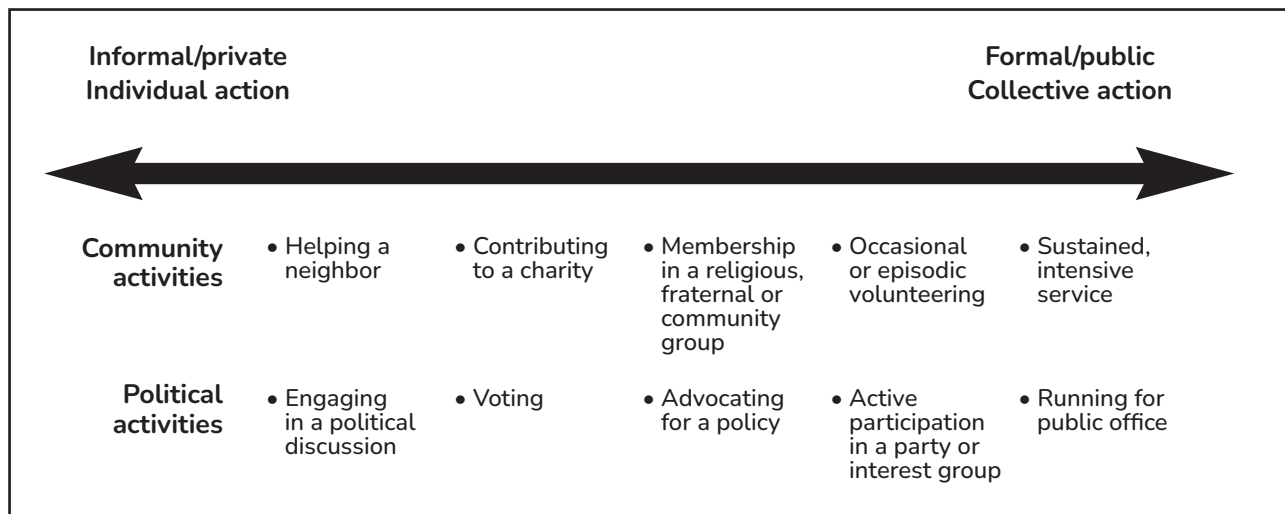 Informal/private
Individual action
Formal/public
Collective action
Community
activities
• Helping a
neighbor
• Contributing
to a charity
• Membership
in a religious,
fraternal or
community
group
• Occasional
or episodic
volunteering
• Sustained,
intensive
service
Political
activities
• Engaging
in a political
discussion
• Voting
• Advocating
for a policy
• Active
participation
in a party or
interest group
• Running for
public office